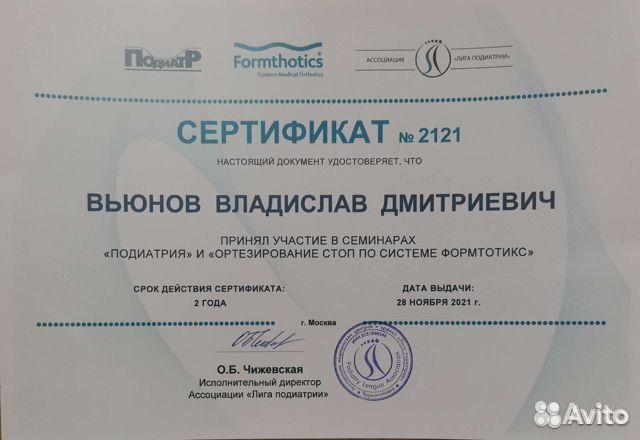 ПОДИАТР
Formthotics
Custom Medical Orthotics
АССОЦИАЦИЯ «ЛИГА ПОДИАТРИИ»
СЕРТИФИКАТ № 2121
НАСТОЯЩИЙ ДОКУМЕНТ УДОСТОВЕРЯЕТ, ЧТО
ВЬЮНОВ ВЛАДИСЛАВ ДМИТРИЕВИЧ
ПРИНЯЛ УЧАСТИЕ В СЕМИНАРАХ
«ПОДИАТРИЯ» И «ОРТЕЗИРОВАНИЕ СТОП ПО СИСТЕМЕ ФОРМТОТИКС»
СРОК ДЕЙСТВИЯ СЕРТИФИКАТА:
2 ГОДА
ДАТА ВЫДАЧИ:
28 НОЯБРЯ 2021 г.
г. Москва
О.Б. Чижевская
Исполнительный директор
Ассоциации «Лига подиатрии»
Podiatry League Association
Avito